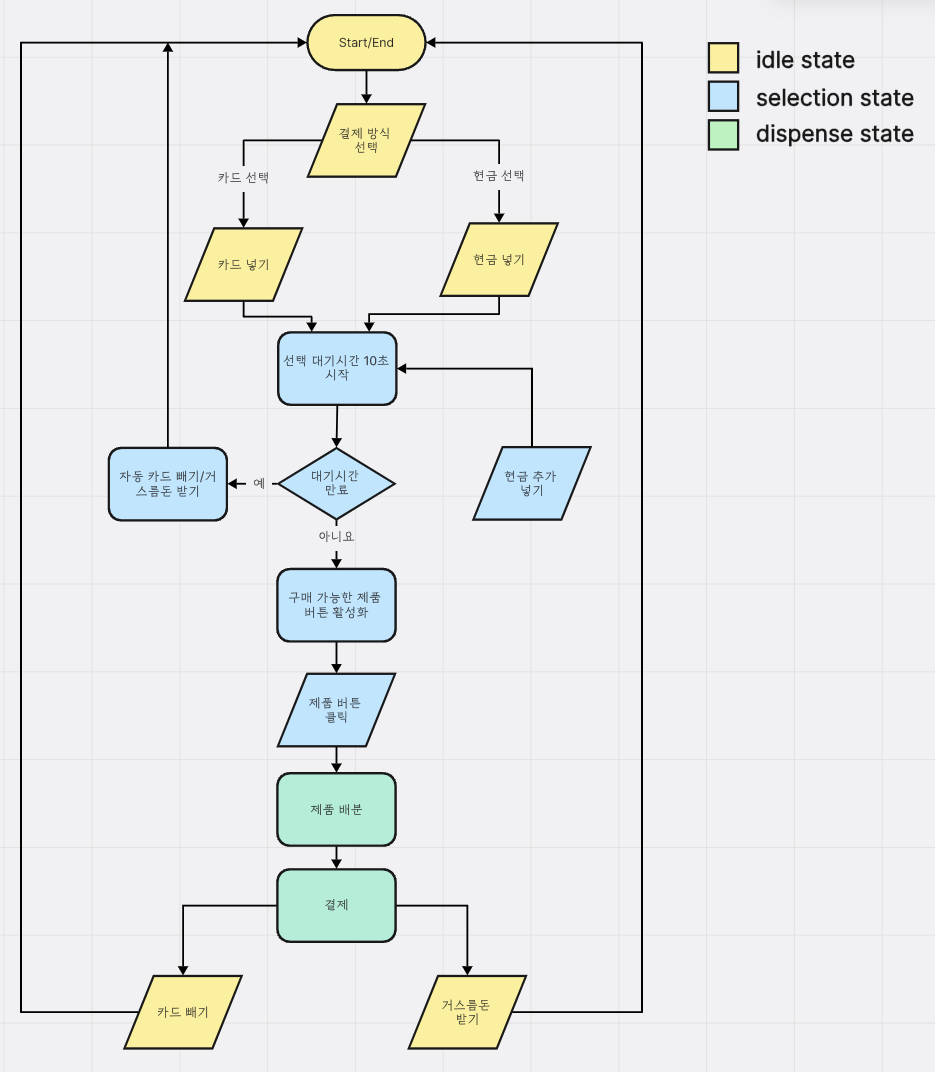 Start/End
idle state
selection state
dispense state
결제 방식
선택
카드 선택
현금 선택
카드 넣기
현금 넣기
선택 대기시간 10초
시작
자동 카드 빼기/거
스름돈 받기
예
대기시간
만료
현금 추가
넣기
아니요
구매 가능한 제품
버튼 활성화
제품 버튼
클릭
제품 배분
결제
카드 빼기
거스름돈
받기